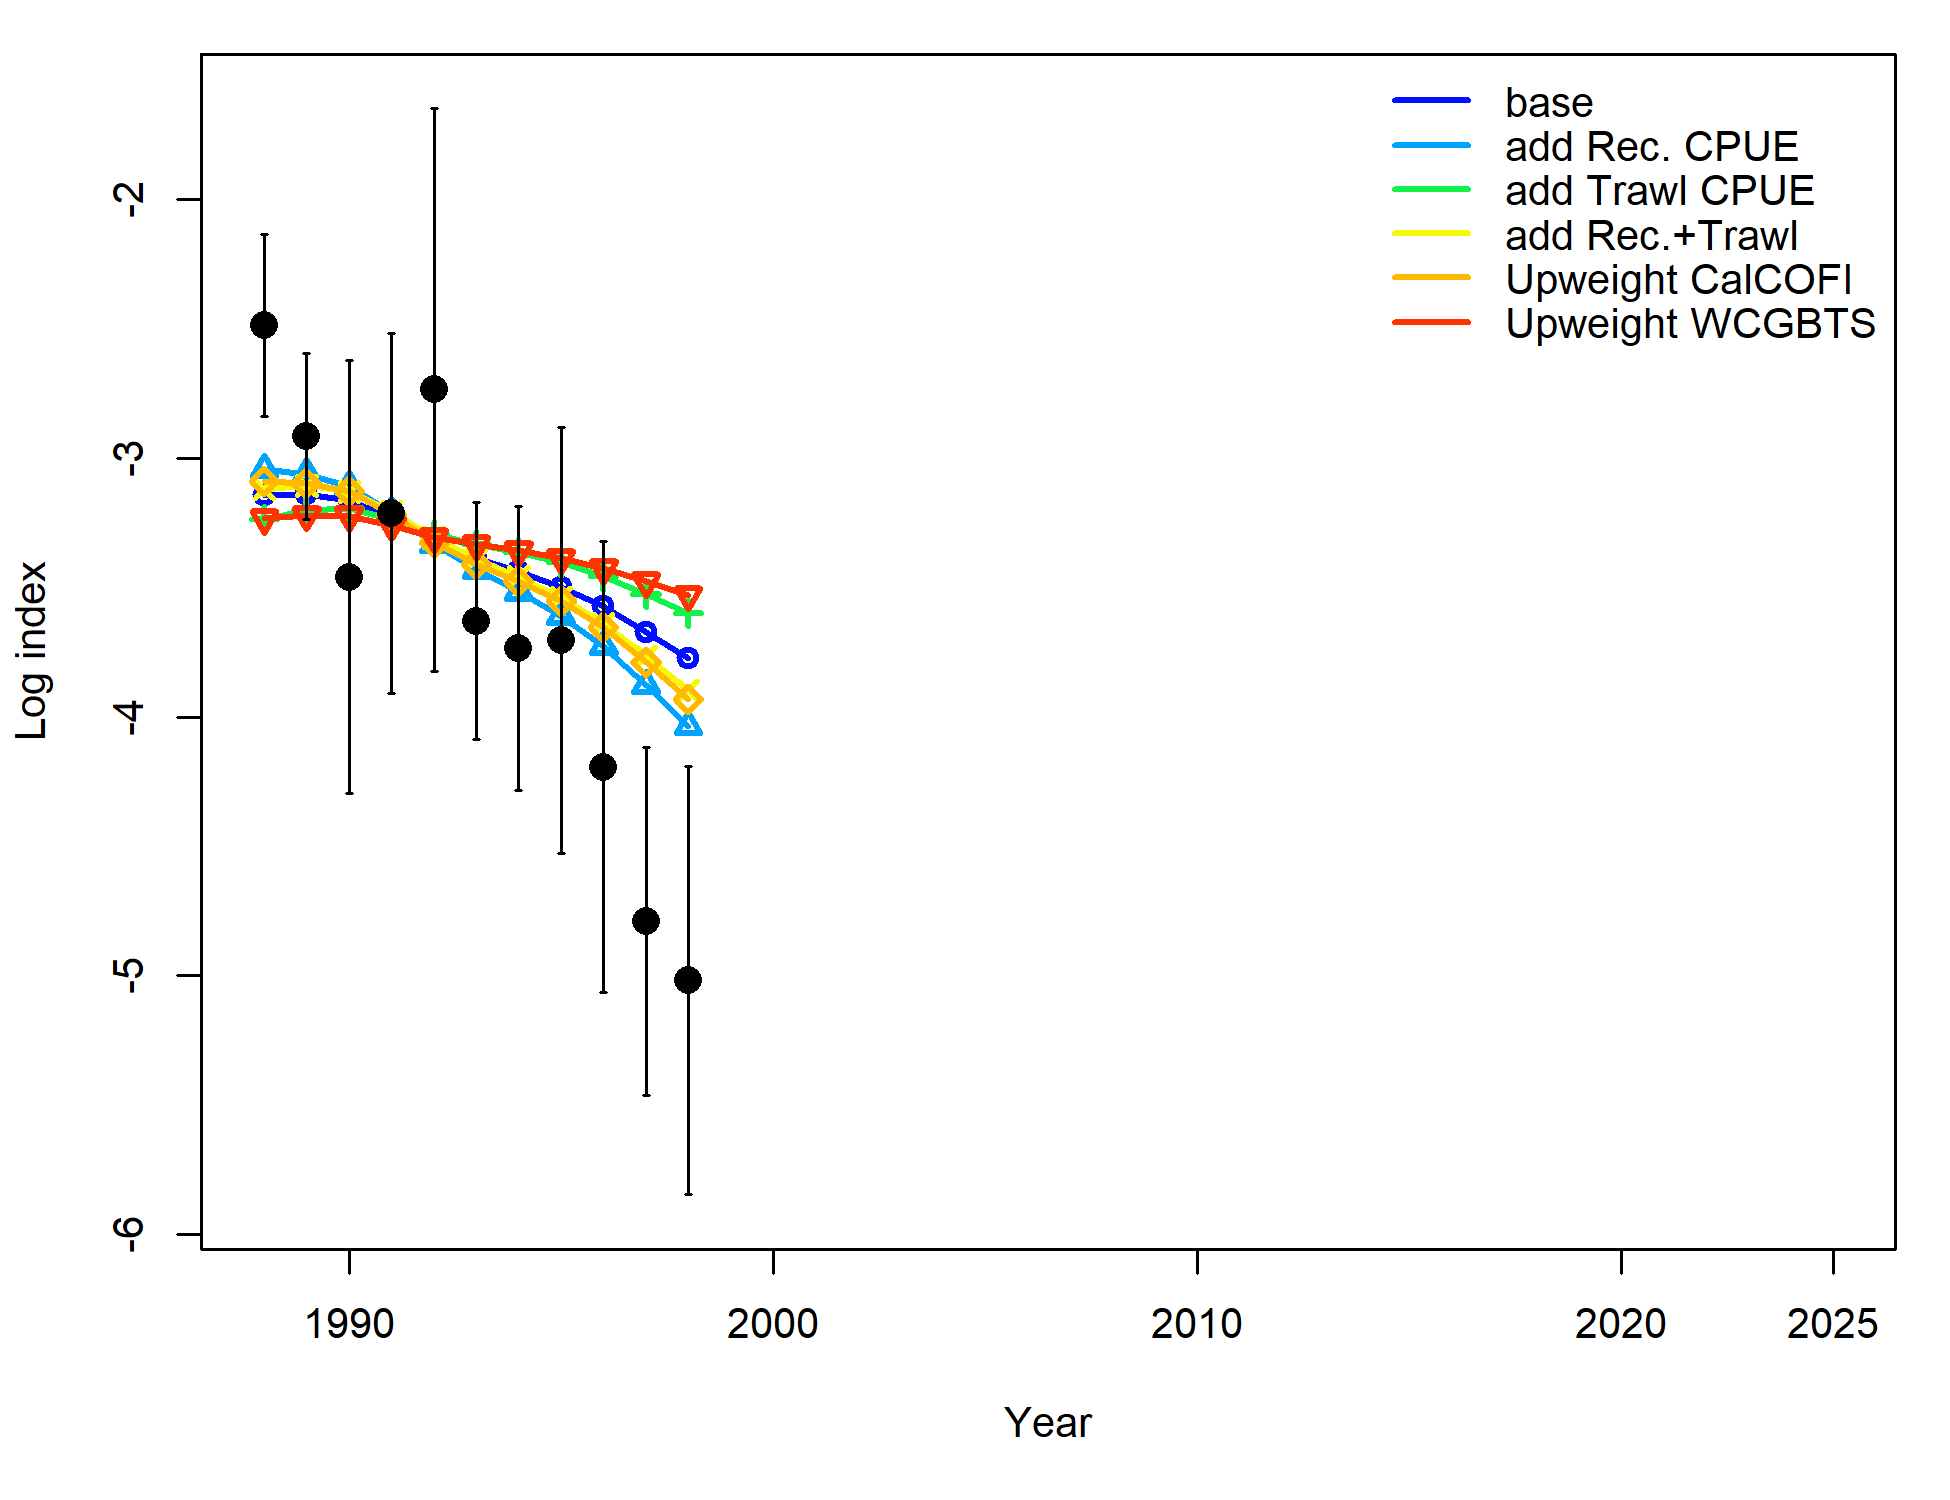 base
add Rec. CPUE
add Trawl CPUE
add Rec.+Trawl
Upweight CalCOFI
Upweight WCGBTS
-2
-3
-4
-5
-6
Log index
1990 2000 2010 2020 2025
Year